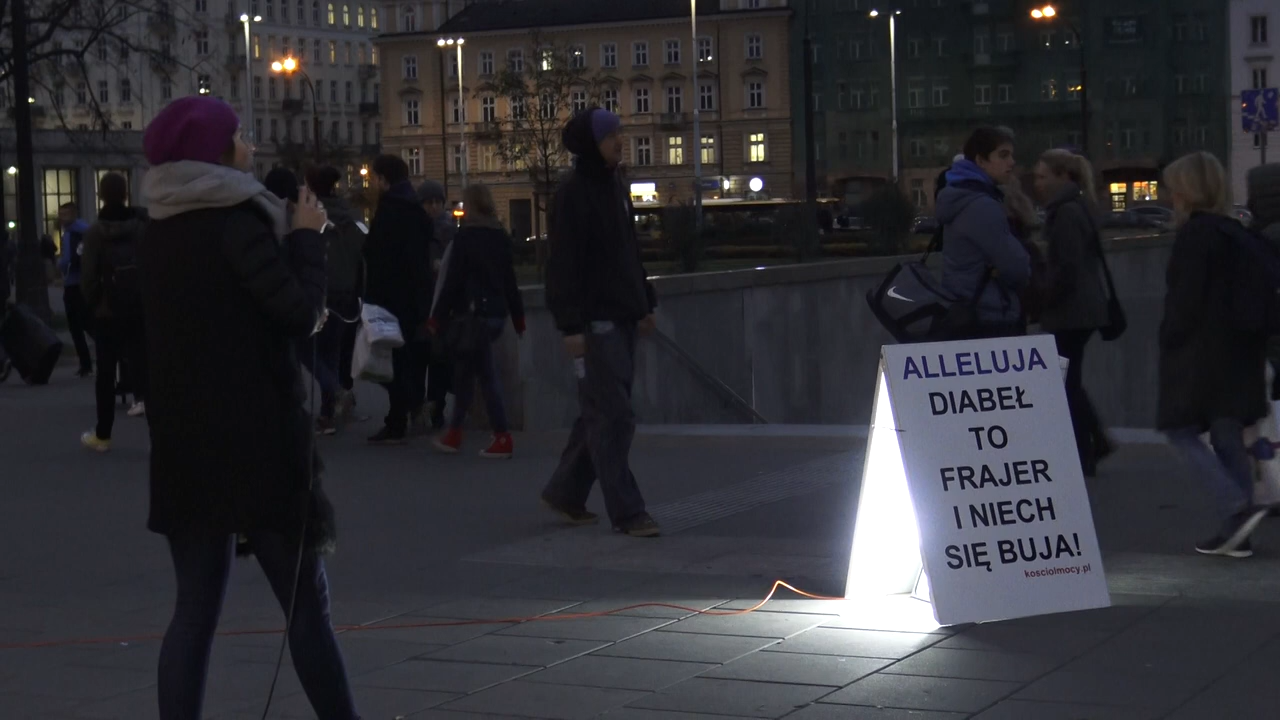 ALLELUJA
DIABEŁ
TO
FRAJER
I NIECH
SIĘ BUJA!
kosciolmocy.pl